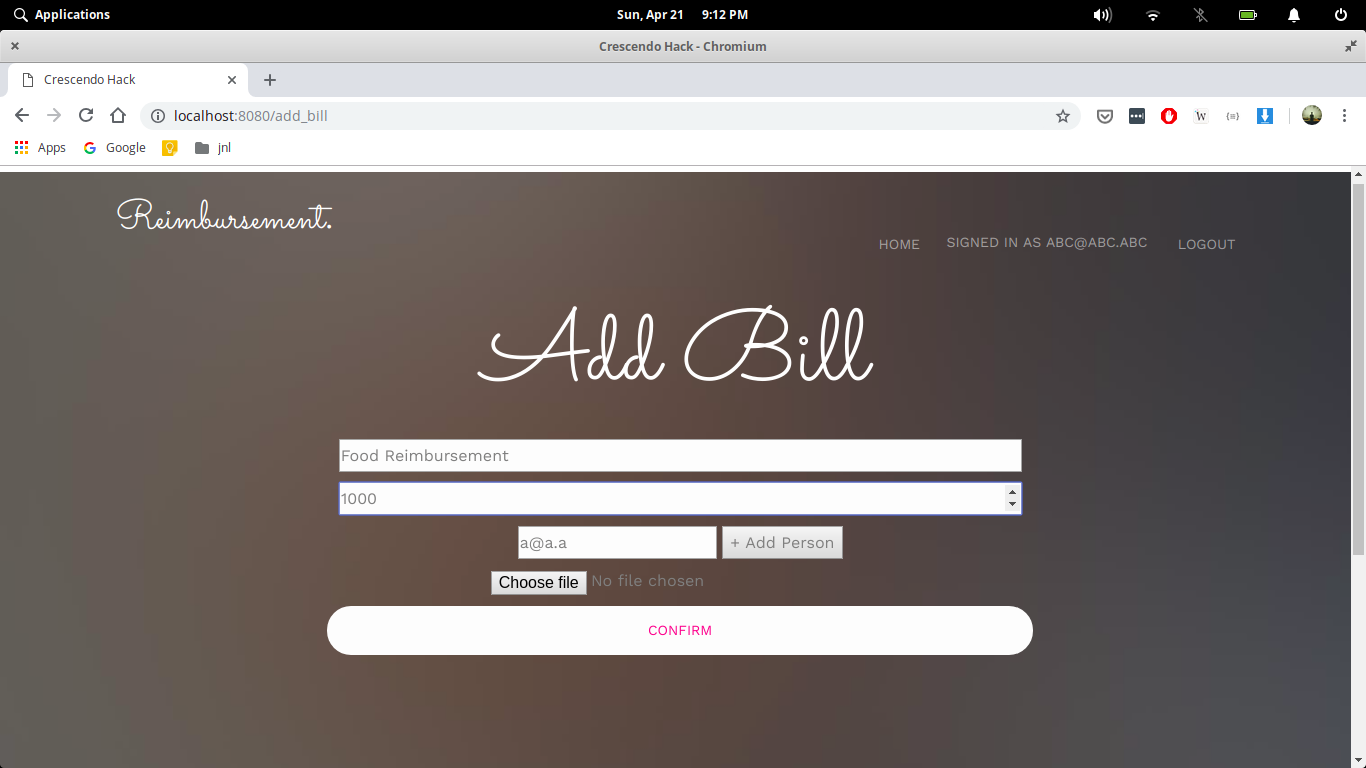 Applications
Sun, Apr 21 9:12 PM
Crescendo Hack - Chromium
Crescendo Hack
localhost:8080/add_bill
W
Apps
Google
jnl
Reimbursement.
HOME
SIGNED IN AS ABC@ABC.ABC
LOGOUT
Add Bill
Food Reimbursement
1000
a@a.a
+ Add Person
Choose file
No file chosen
CONFIRM